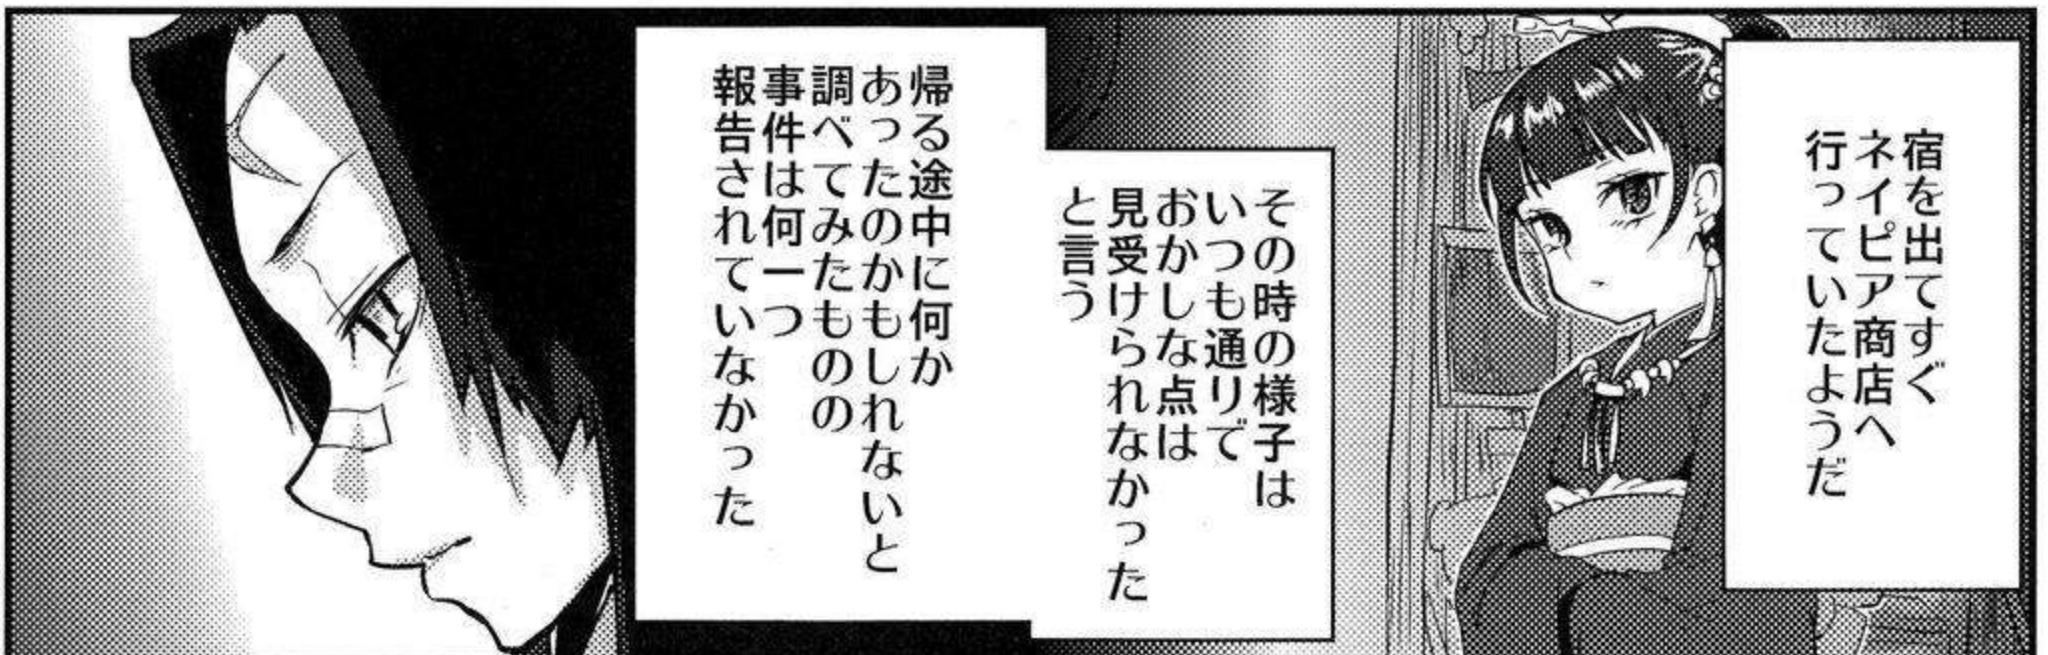 宿を出てすぐ
ネイピア商店へ
行っていたようだ
その時の様子は
いつも通りで
おかしな点は
見受けられなかった
と言う
帰る途中に何か
あったのかもしれないと
調べてみたものの
事件は何一つ
報告されていなかった